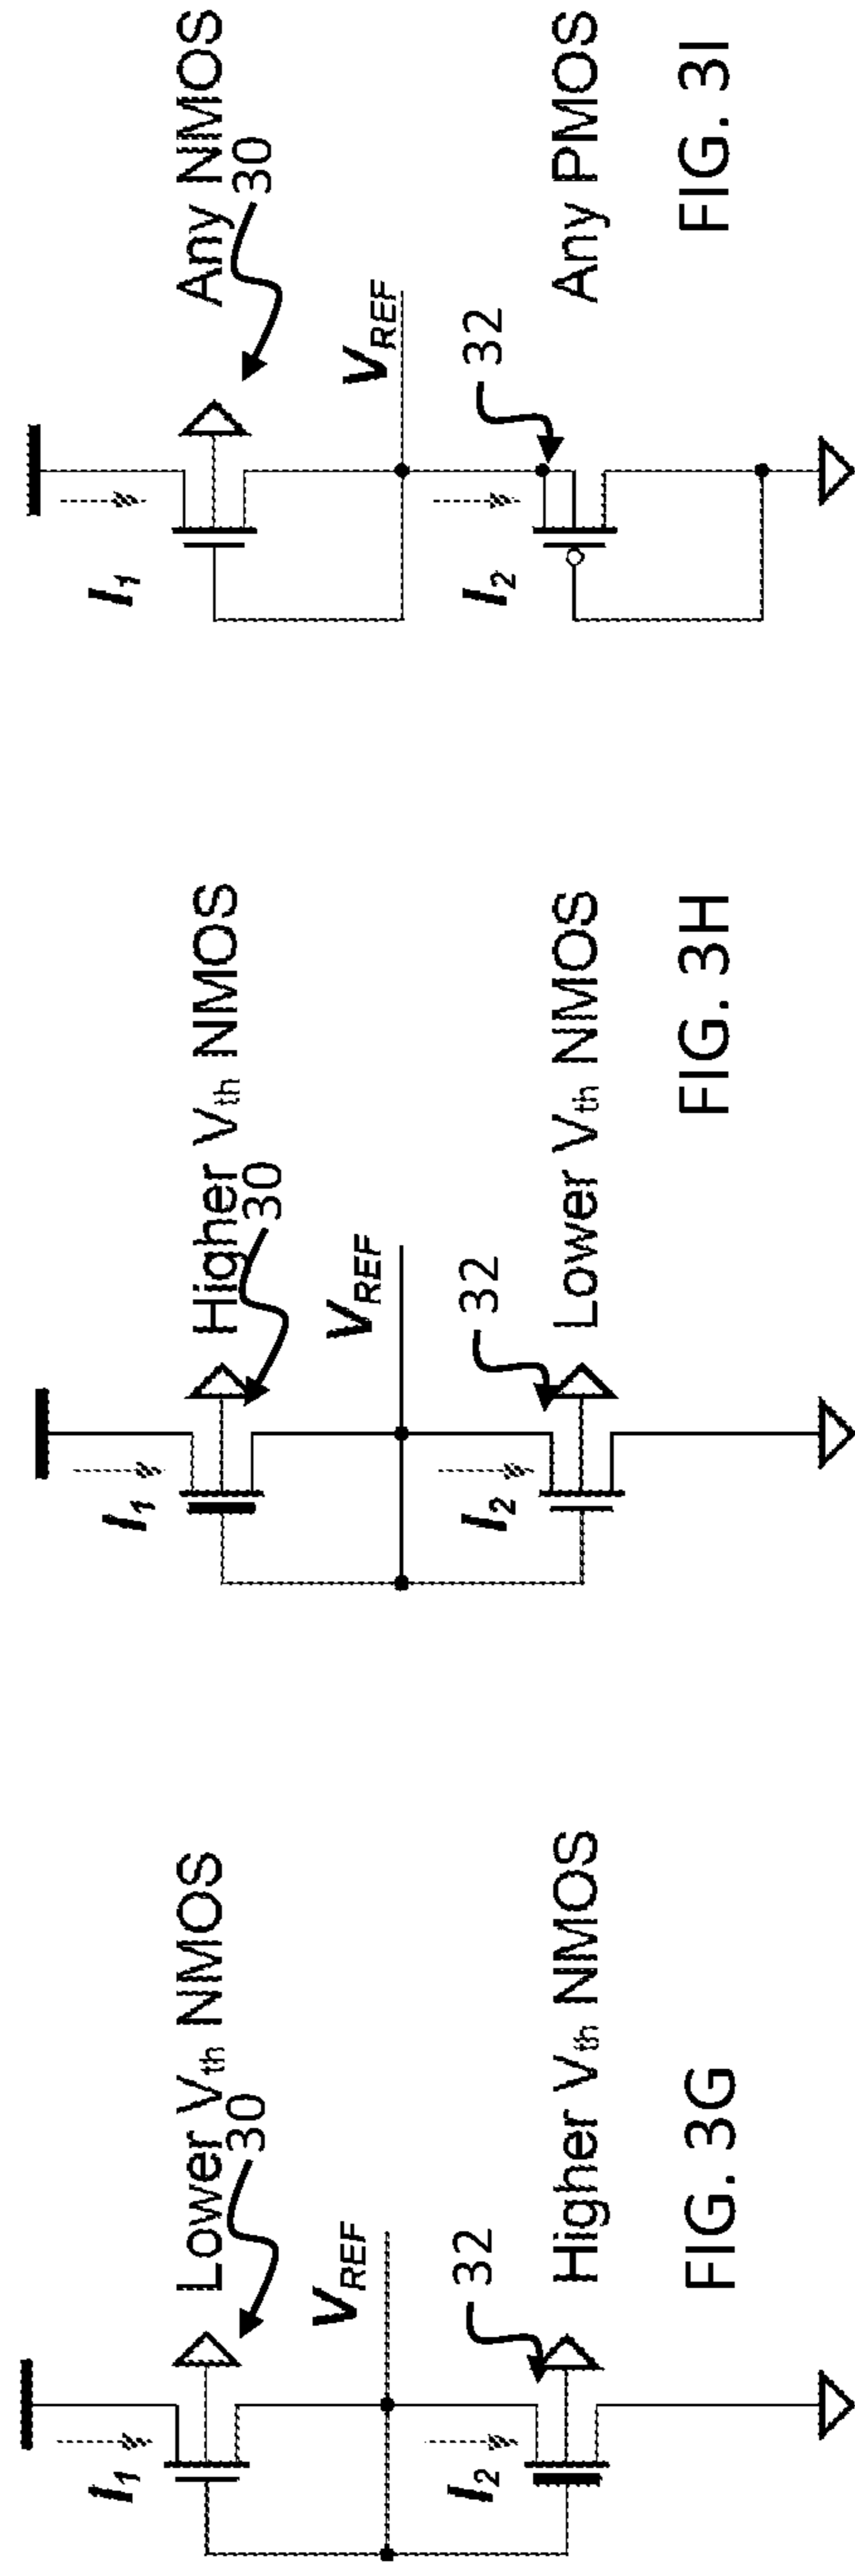 Lower Vth NMOS
30
I1
VREF
32
I2
Higher Vth NMOS
FIG. 3G
Higher Vth NMOS
30
I1
VREF
32
I2
Lower Vth NMOS
FIG. 3H
Any NMOS
30
I1
VREF
32
I2
Any PMOS
FIG. 3I